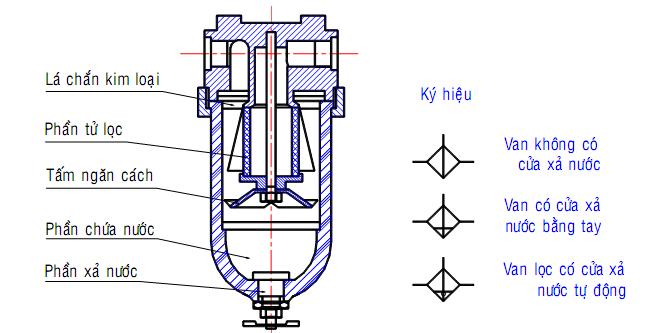 Lá chắn kim loại
Phần tử lọc
Tấm ngăn cách
Phần chứa nước
Phần xả nước
Ký hiệu
Van không có
cửa xả nước
Van có cửa xả
nước bằng tay
Van lọc có cửa xả
nước tự động